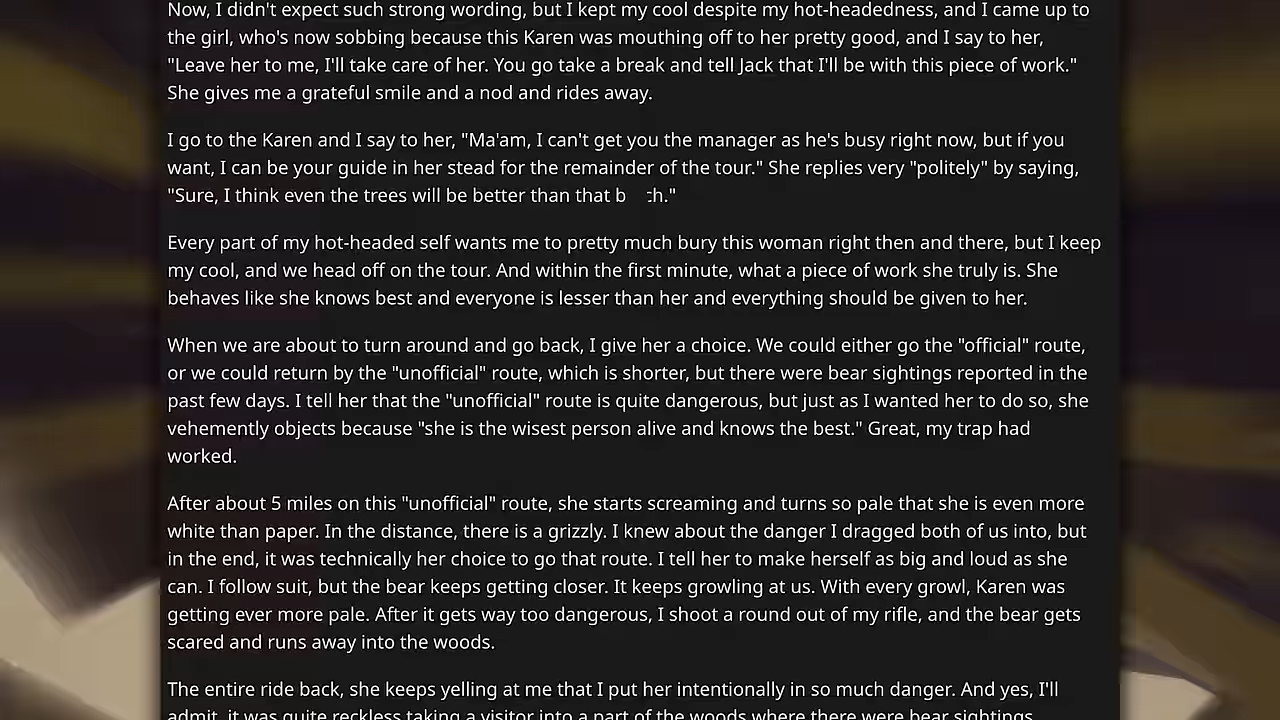 Now, I didn't expect such strong wording, but I kept my cool despite my hot-headedness, and I came up to
the girl, who's now sobbing because this Karen was mouthing off to her pretty good, and I say to her,
"Leave her to me, I'll take care of her. You go take a break and tell Jack that I'll be with this piece of work."
She gives me a grateful smile and a nod and rides away.
I go to the Karen and I say to her, "Ma'am, I can't get you the manager as he's busy right now, but if you
want, I can be your guide in her stead for the remainder of the tour." She replies very "politely" by saying,
"Sure, I think even the trees will be better than that b ch."
Every part of my hot-headed self wants me to pretty much bury this woman right then and there, but I keep
my cool, and we head off on the tour. And within the first minute, what a piece of work she truly is. She
behaves like she knows best and everyone is lesser than her and everything should be given to her.
When we are about to turn around and go back, I give her a choice. We could either go the "official" route,
or we could return by the "unofficial" route, which is shorter, but there were bear sightings reported in the
past few days. I tell her that the "unofficial" route is quite dangerous, but just as I wanted her to do so, she
vehemently objects because "she is the wisest person alive and knows the best." Great, my trap had
worked.
After about 5 miles on this "unofficial" route, she starts screaming and turns so pale that she is even more
white than paper. In the distance, there is a grizzly. I knew about the danger I dragged both of us into, but
in the end, it was technically her choice to go that route. I tell her to make herself as big and loud as she
can. I follow suit, but the bear keeps getting closer. It keeps growling at us. With every growl, Karen was
getting ever more pale. After it gets way too dangerous, I shoot a round out of my rifle, and the bear gets
scared and runs away into the woods.
The entire ride back, she keeps yelling at me that I put her intentionally in so much danger. And yes, I'll
admit, it was quite reckless taking a visitor into a part of the woods where there were bear sightings